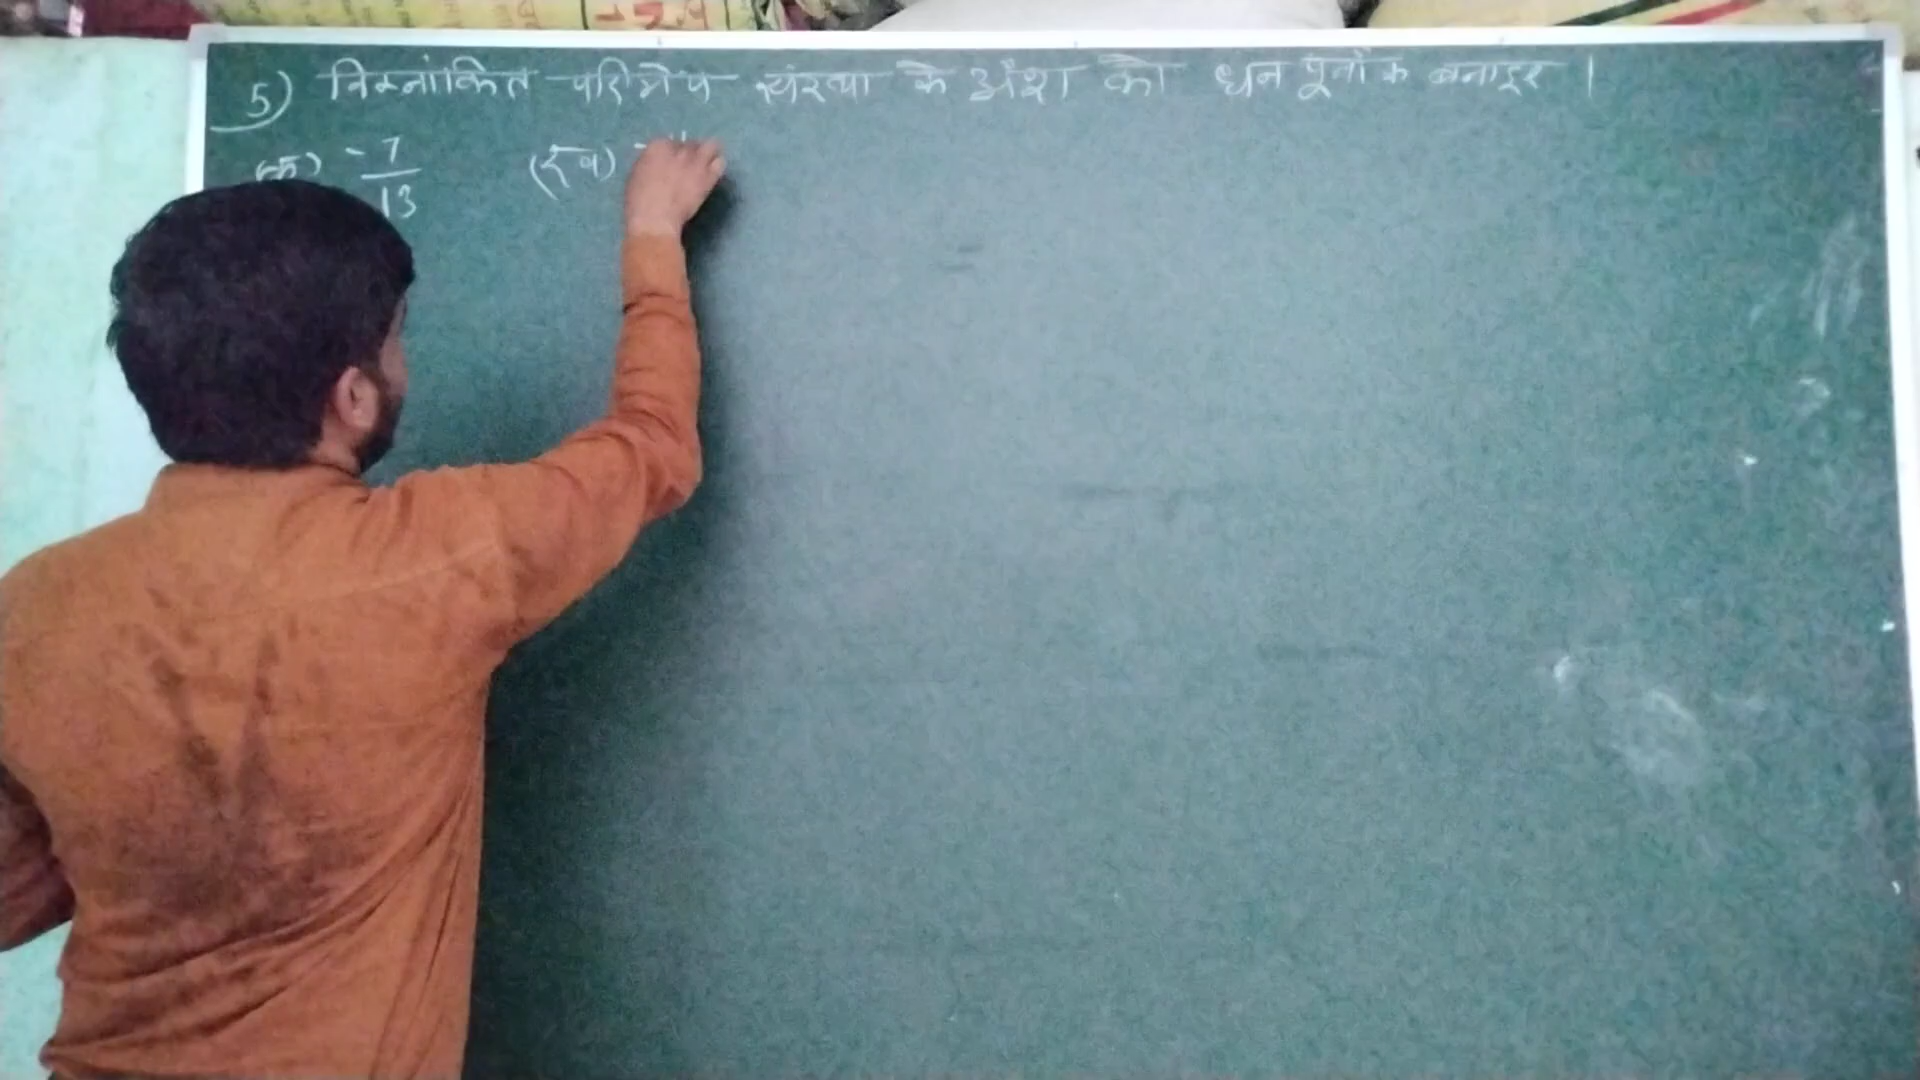 5) निम्नांकित परिमेय संख्या के अंश को धन पूर्णांक बनाइए ।
(क) -7/13 (ख)